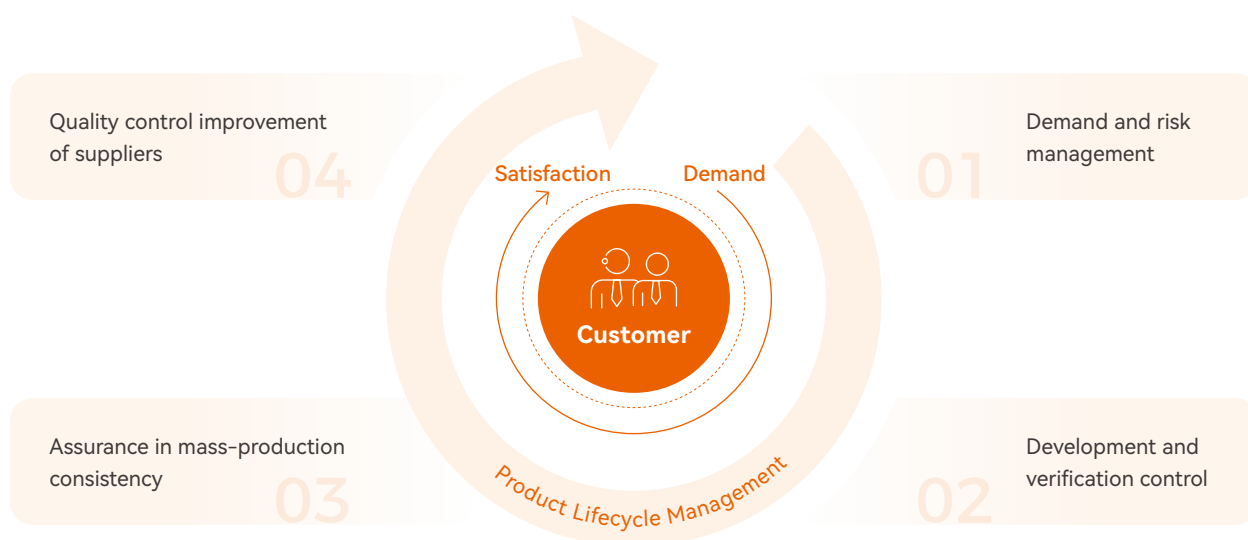 Quality control improvement
of suppliers
04
Demand and risk
management
01
Satisfaction
Demand
Customer
Assurance in mass-production
consistency
03
Development and
verification control
02
Product Lifecycle Management